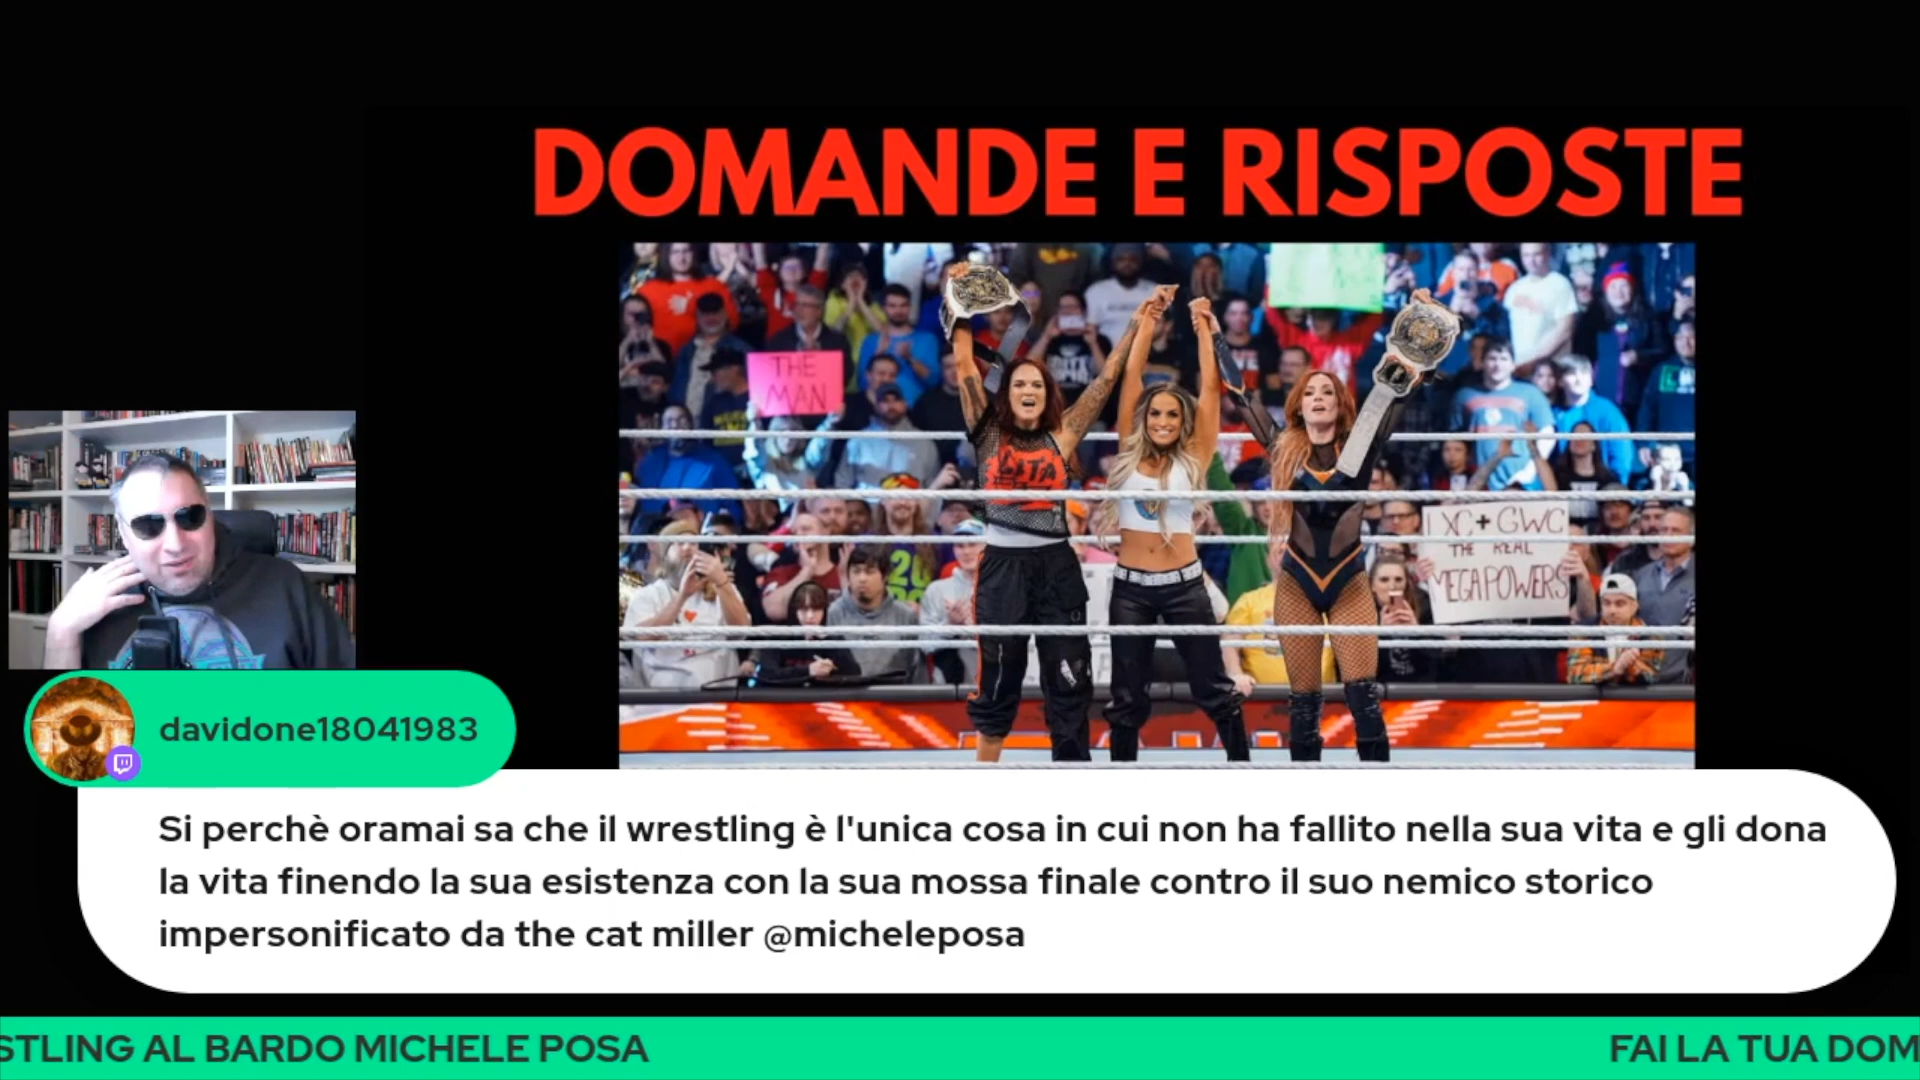 DOMANDE E RISPOSTE
THE
MAN
LITA
GWC
THE REAL
MEGAPOWERS
davidone18041983
Si perchè oramai sa che il wrestling è l'unica cosa in cui non ha fallito nella sua vita e gli dona
la vita finendo la sua esistenza con la sua mossa finale contro il suo nemico storico
impersonificato da the cat miller @micheleposa
STLING AL BARDO MICHELE POSA
FAI LA TUA DOM